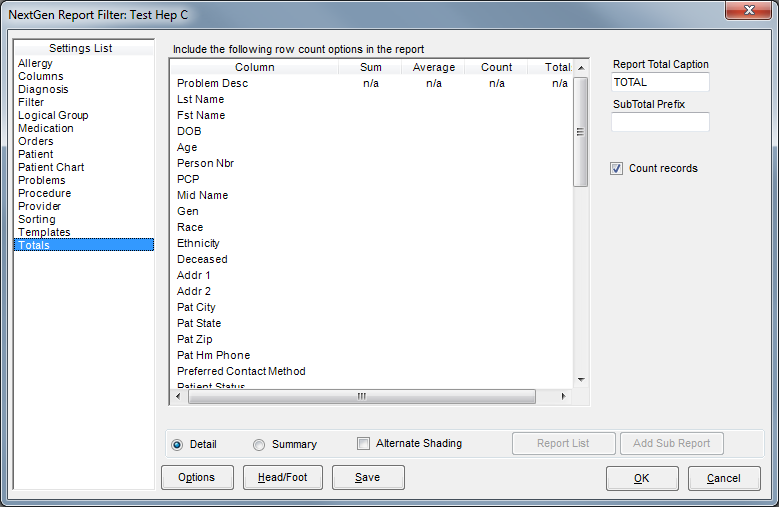 NextGen Report Filter: Test Hep C
Settings List
Allergy
Columns
Diagnosis
Filter
Logical Group
Medication
Orders
Patient
Patient Chart
Problems
Procedure
Provider
Sorting
Templates
Totals
Include the following row count options in the report
Column Sum Average Count Total
Problem Desc n/a n/a n/a n/a
Lst Name
Fst Name
DOB
Age
Person Nbr
PCP
Mid Name
Gen
Race
Ethnicity
Deceased
Addr 1
Addr 2
Pat City
Pat State
Pat Zip
Pat Hm Phone
Preferred Contact Method
Patient Status
Report Total Caption
TOTAL
SubTotal Prefix
Count records
Detail Summary Alternate Shading Report List Add Sub Report
Options Head/Foot Save OK Cancel